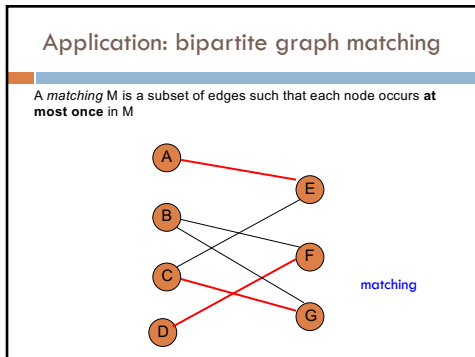 Application: bipartite graph matching
A matching M is a subset of edges such that each node occurs at
most once in M
A
E
B
F
C
matching
G
D